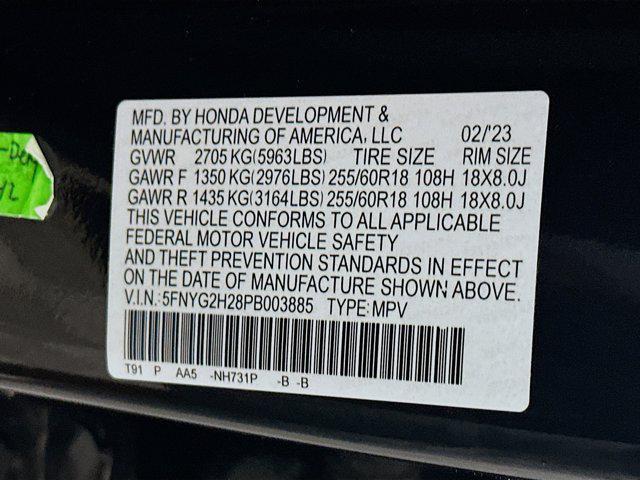 MFD. BY HONDA DEVELOPMENT &
MANUFACTURING OF AMERICA, LLC 02/'23
GVWR 2705 KG(5963LBS) TIRE SIZE RIM SIZE
GAWR F 1350 KG(2976LBS) 255/60R18 108H 18X8.0J
GAWR R 1435 KG(3164LBS) 255/60R18 108H 18X8.0J
THIS VEHICLE CONFORMS TO ALL APPLICABLE
FEDERAL MOTOR VEHICLE SAFETY
AND THEFT PREVENTION STANDARDS IN EFFECT
ON THE DATE OF MANUFACTURE SHOWN ABOVE.
V.I.N.: 5FNYG2H28PB003885 TYPE: MPV
T91 P AA5 -NH731P -B -B